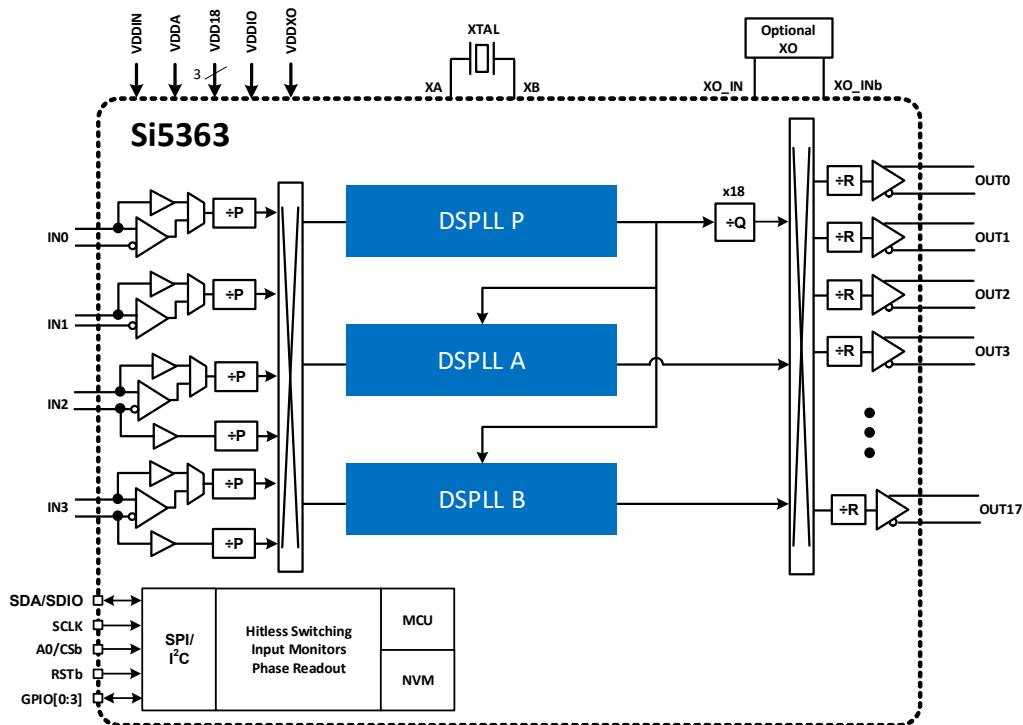 VDDIN
VDDA
VDD18
VDDIO
VDDXO
3
XTAL
XA
XB
Optional
XO
XO_IN
XO_INb
Si5363
IN0
÷P
IN1
÷P
IN2
÷P
÷P
IN3
÷P
÷P
DSPLL P
DSPLL A
DSPLL B
x18
÷Q
÷R
OUT0
÷R
OUT1
÷R
OUT2
÷R
OUT3
÷R
OUT17
SDA/SDIO
SCLK
A0/CSb
RSTb
GPIO[0:3]
SPI/
I²C
Hitless Switching
Input Monitors
Phase Readout
MCU
NVM